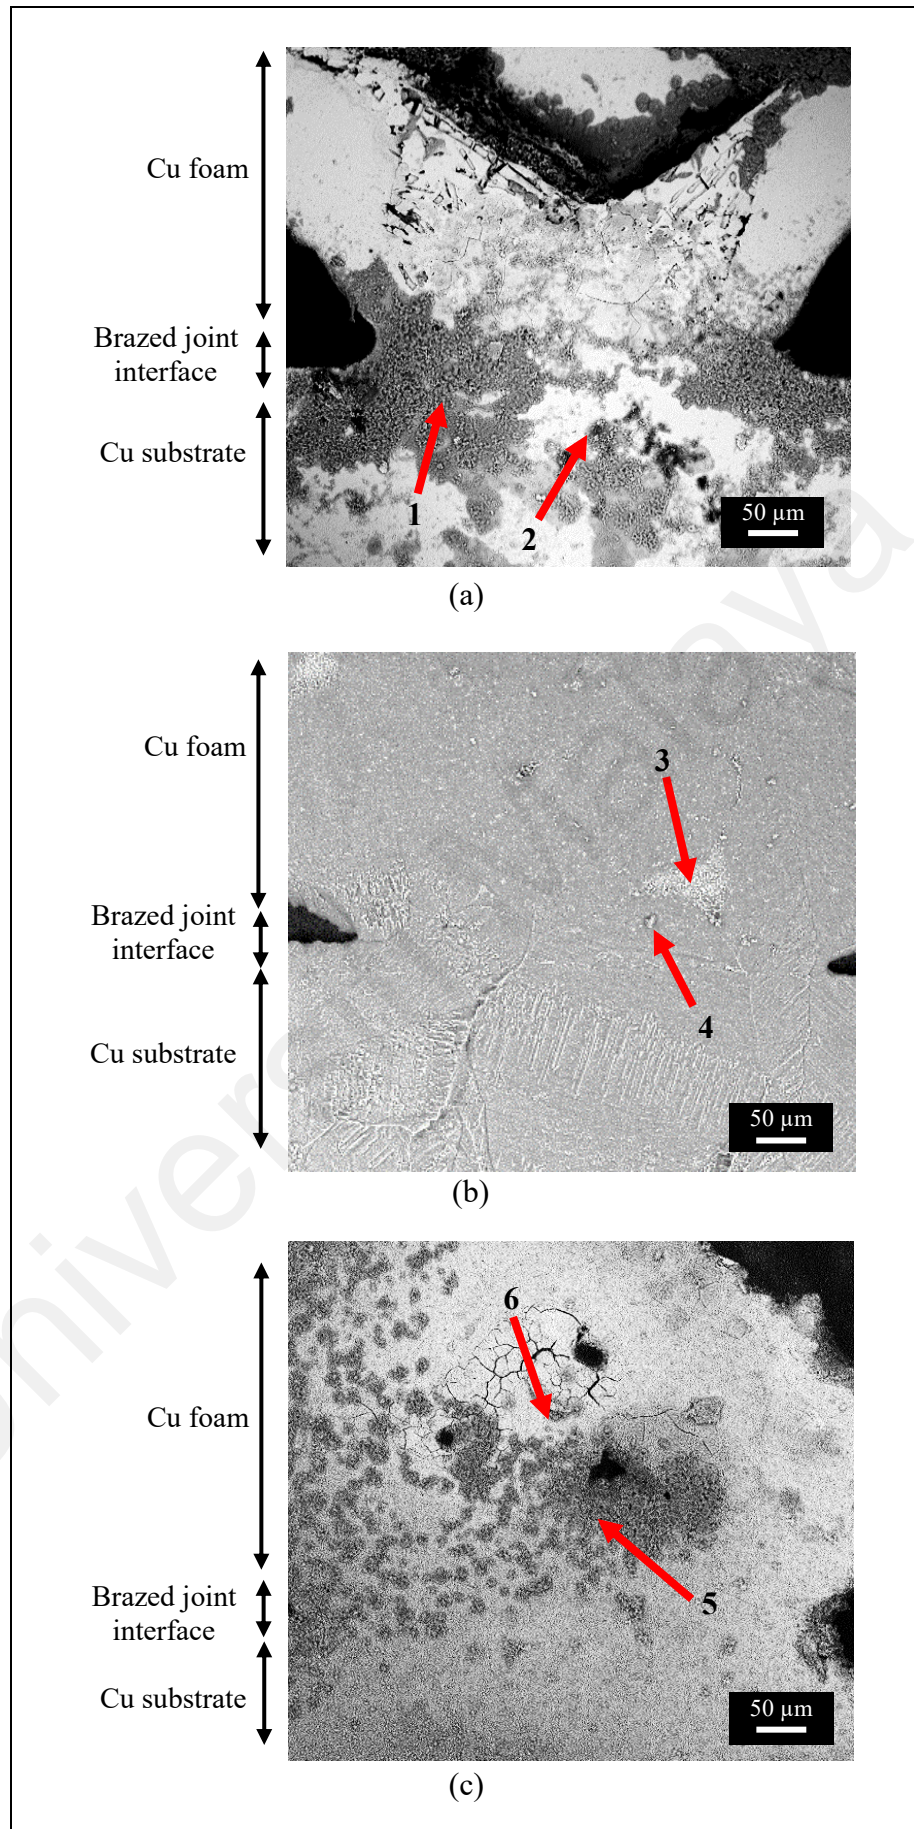 Cu foam
Brazed joint
interface
Cu substrate
1
2
50 µm
(a)
Cu foam
3
Brazed joint
interface
4
Cu substrate
50 µm
(b)
6
Cu foam
5
Brazed joint
interface
Cu substrate
50 µm
(c)